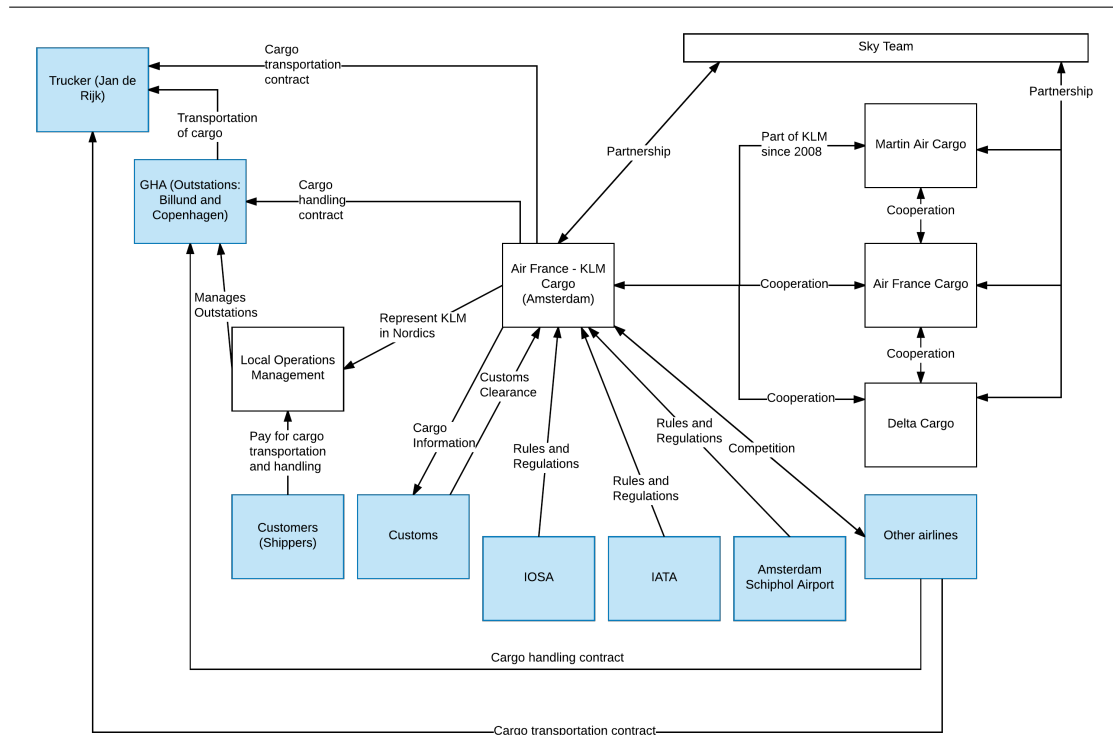 Sky Team
Cargo
transportation
contract
Trucker (Jan de
Rijk)
Partnership
Transportation
of cargo
Part of KLM
since 2008
Martin Air Cargo
Partnership
GHA (Outstations:
Billund and
Copenhagen)
Cargo
handling
contract
Cooperation
Air France - KLM
Cargo
(Amsterdam)
Cooperation
Air France Cargo
Manages
Outstations
Represent KLM
in Nordics
Cooperation
Local Operations
Management
Customs
Clearance
Cooperation
Delta Cargo
Pay for cargo
transportation
and handling
Cargo
Information
Rules and
Regulations
Rules and
Regulations
Rules and
Regulations
Competition
Customers
(Shippers)
Customs
IOSA
IATA
Amsterdam
Schiphol Airport
Other airlines
Cargo handling contract
Cargo transportation contract